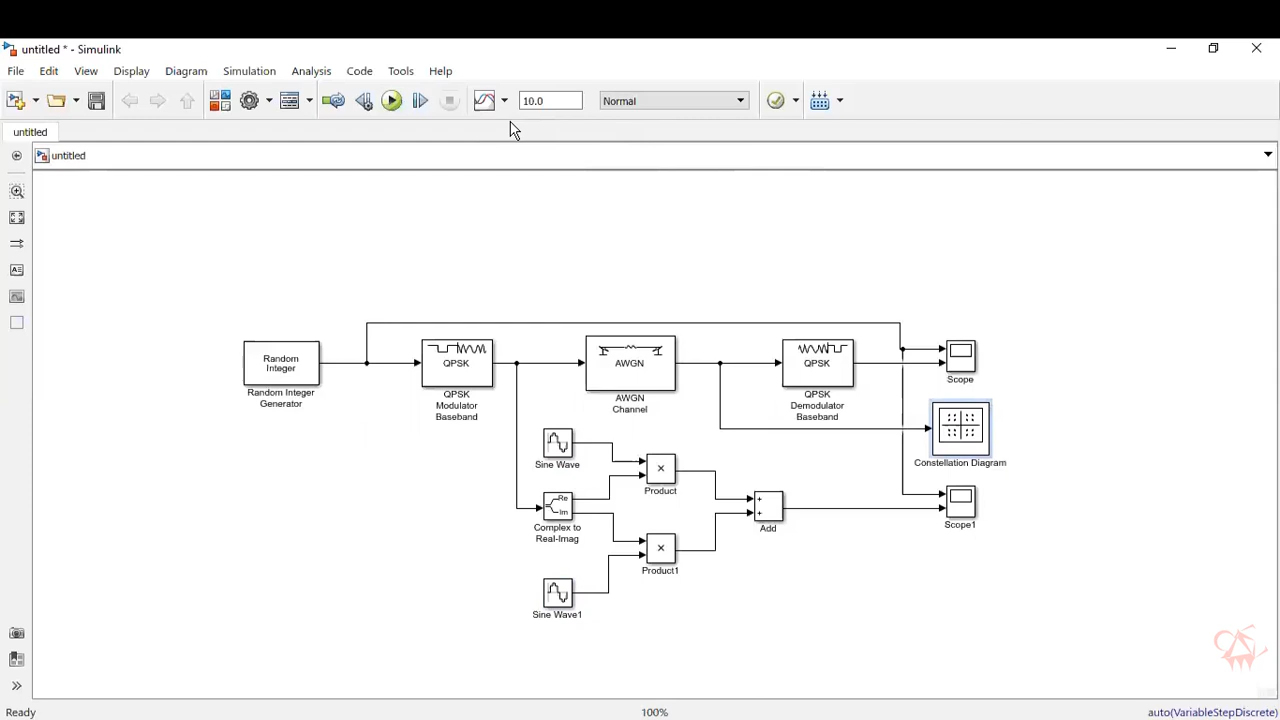 untitled * - Simulink
File Edit View Display Diagram Simulation Analysis Code Tools Help
10.0 Normal
untitled
untitled
Random
Integer
Random Integer
Generator
QPSK
QPSK
Modulator
Baseband
AWGN
AWGN
Channel
QPSK
QPSK
Demodulator
Baseband
Scope
Constellation Diagram
Sine Wave
Product
Re
Im
Complex to
Real-Imag
Add
Scope1
Product1
Sine Wave1
Ready 100% auto(VariableStepDiscrete)